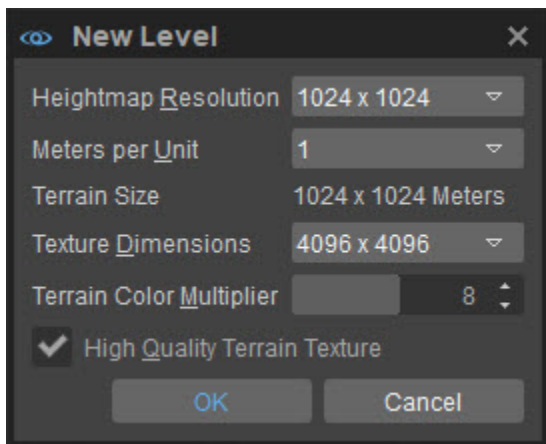 New Level
Heightmap Resolution 1024 x 1024
Meters per Unit 1
Terrain Size 1024 x 1024 Meters
Texture Dimensions 4096 x 4096
Terrain Color Multiplier 8
High Quality Terrain Texture
OK Cancel